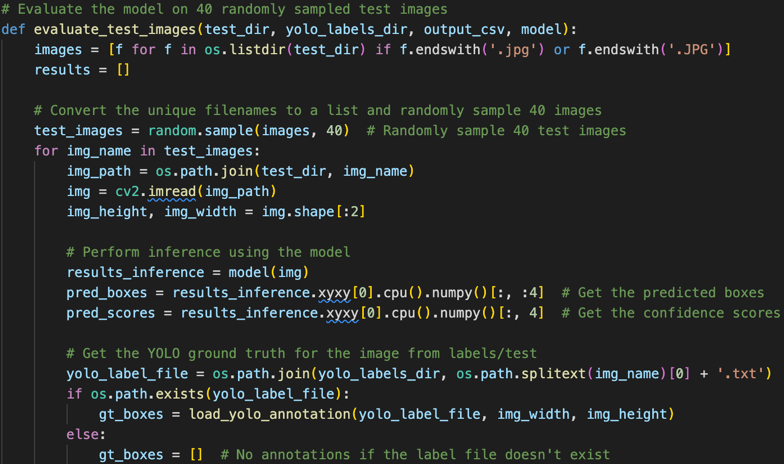 # Evaluate the model on 40 randomly sampled test images
def evaluate_test_images(test_dir, yolo_labels_dir, output_csv, model):
    images = [f for f in os.listdir(test_dir) if f.endswith('.jpg') or f.endswith('.JPG')]
    results = []

    # Convert the unique filenames to a list and randomly sample 40 images
    test_images = random.sample(images, 40)  # Randomly sample 40 test images
    for img_name in test_images:
        img_path = os.path.join(test_dir, img_name)
        img = cv2.imread(img_path)
        img_height, img_width = img.shape[:2]

        # Perform inference using the model
        results_inference = model(img)
        pred_boxes = results_inference.xyxy[0].cpu().numpy()[:, :4]  # Get the predicted boxes
        pred_scores = results_inference.xyxy[0].cpu().numpy()[:, 4]  # Get the confidence scores

        # Get the YOLO ground truth for the image from labels/test
        yolo_label_file = os.path.join(yolo_labels_dir, os.path.splitext(img_name)[0] + '.txt')
        if os.path.exists(yolo_label_file):
            gt_boxes = load_yolo_annotation(yolo_label_file, img_width, img_height)
        else:
            gt_boxes = []  # No annotations if the label file doesn't exist